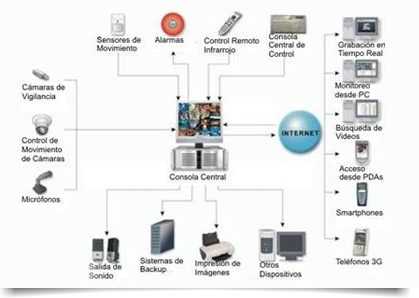 Sensores de
Movimiento
Alarmas
Control Remoto
Infrarrojo
Consola
Central de
Control
Grabación en
Tiempo Real
Monitoreo
desde PC
Búsqueda de
Videos
Acceso
desde PDAs
Smartphones
Teléfonos 3G
Cámaras de
Vigilancia
Control de
Movimiento
de Cámaras
Micrófonos
INTERNET
Consola Central
Salida de
Sonido
Sistemas de
Backup...
Impresión de
Imágenes
Otros
Dispositivos